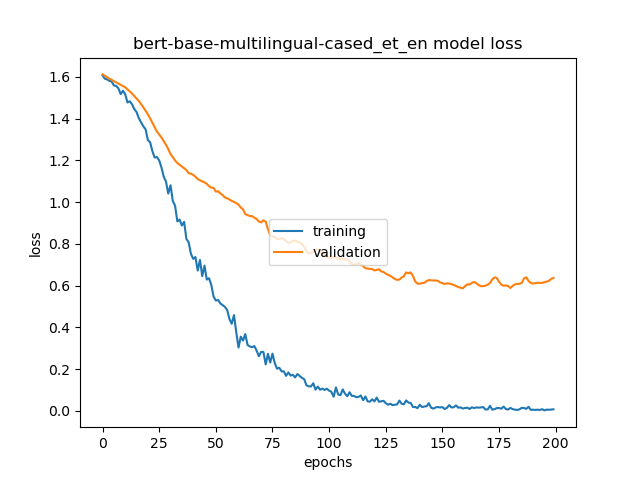 bert-base-multilingual-cased_et_en model loss
1.6
1.4
1.2
1.0
0.8
0.6
0.4
0.2
0.0
loss
training
validation
0 25 50 75 100 125 150 175 200
epochs